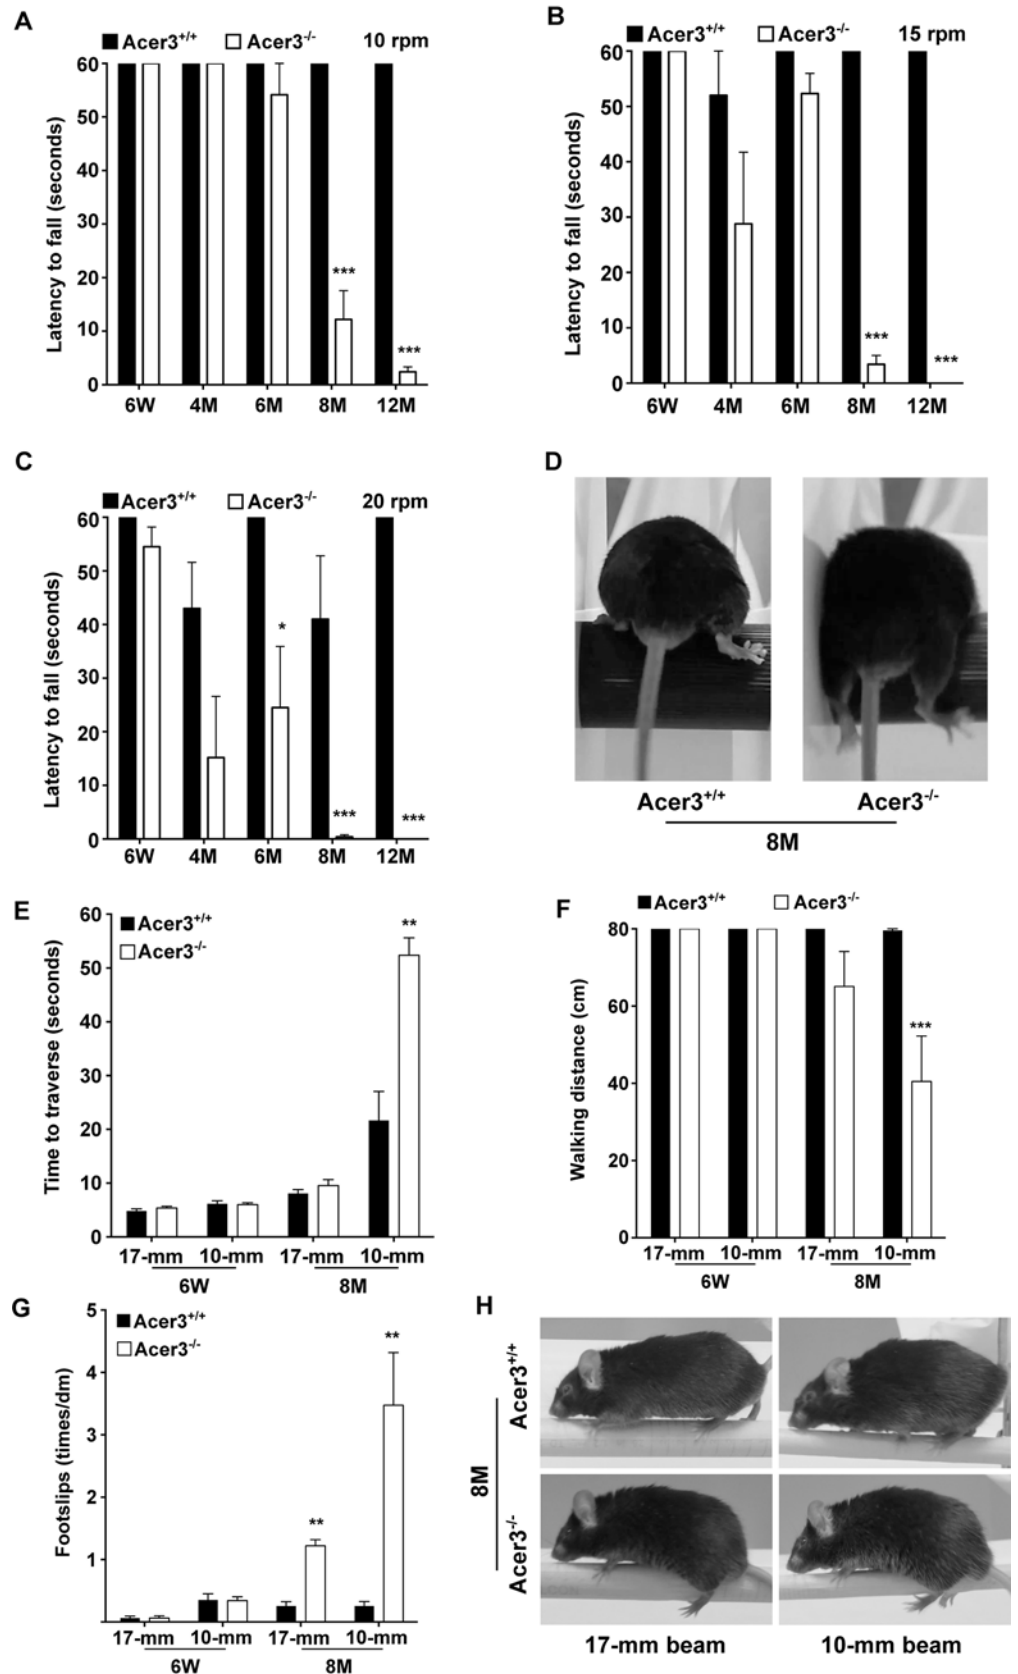 A
Acer3+/+ Acer3-/- 10 rpm
Latency to fall (seconds)
60
50
40
30
20
10
0
***
***
6W 4M 6M 8M 12M
B
Acer3+/+ Acer3-/- 15 rpm
Latency to fall (seconds)
60
50
40
30
20
10
0
***
***
6W 4M 6M 8M 12M
C
Acer3+/+ Acer3-/- 20 rpm
Latency to fall (seconds)
60
50
40
30
20
10
0
*
***
***
6W 4M 6M 8M 12M
D
Acer3+/+ Acer3-/-
8M
E
Acer3+/+
Acer3-/-
Time to traverse (seconds)
60
50
40
30
20
10
0
**
17-mm 10-mm 17-mm 10-mm
6W 8M
F
Acer3+/+ Acer3-/-
Walking distance (cm)
80
60
40
20
0
***
17-mm 10-mm 17-mm 10-mm
6W 8M
G
Acer3+/+
Acer3-/-
Footslips (times/dm)
5
4
3
2
1
**
**
17-mm 10-mm 17-mm 10-mm
6W 8M
H
8M
Acer3+/+
Acer3-/-
17-mm beam 10-mm beam